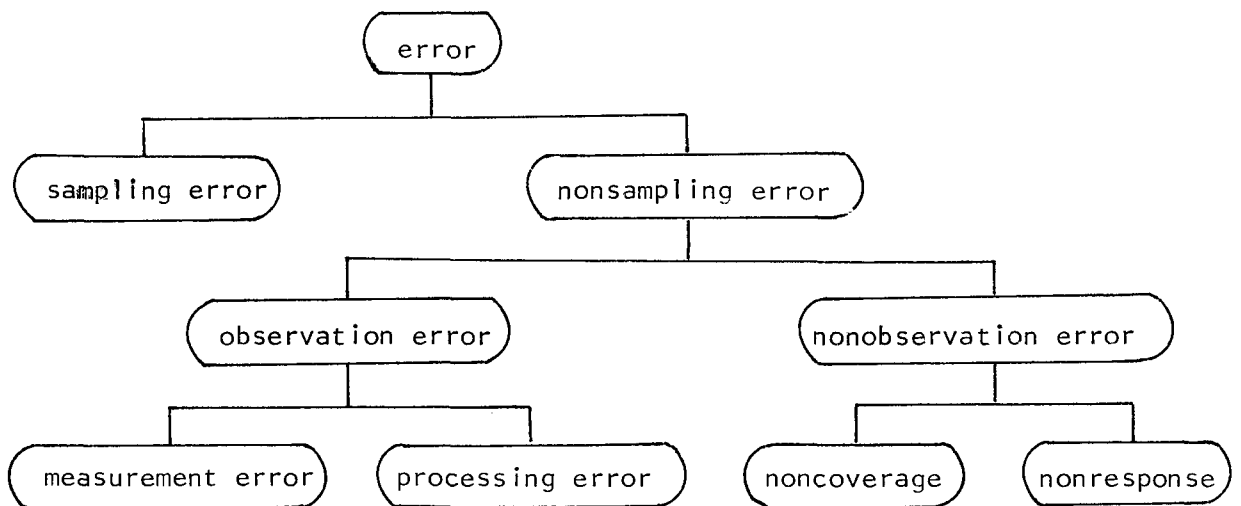 error
sampling error
nonsampling error
observation error
nonobservation error
measurement error
processing error
noncoverage
nonresponse